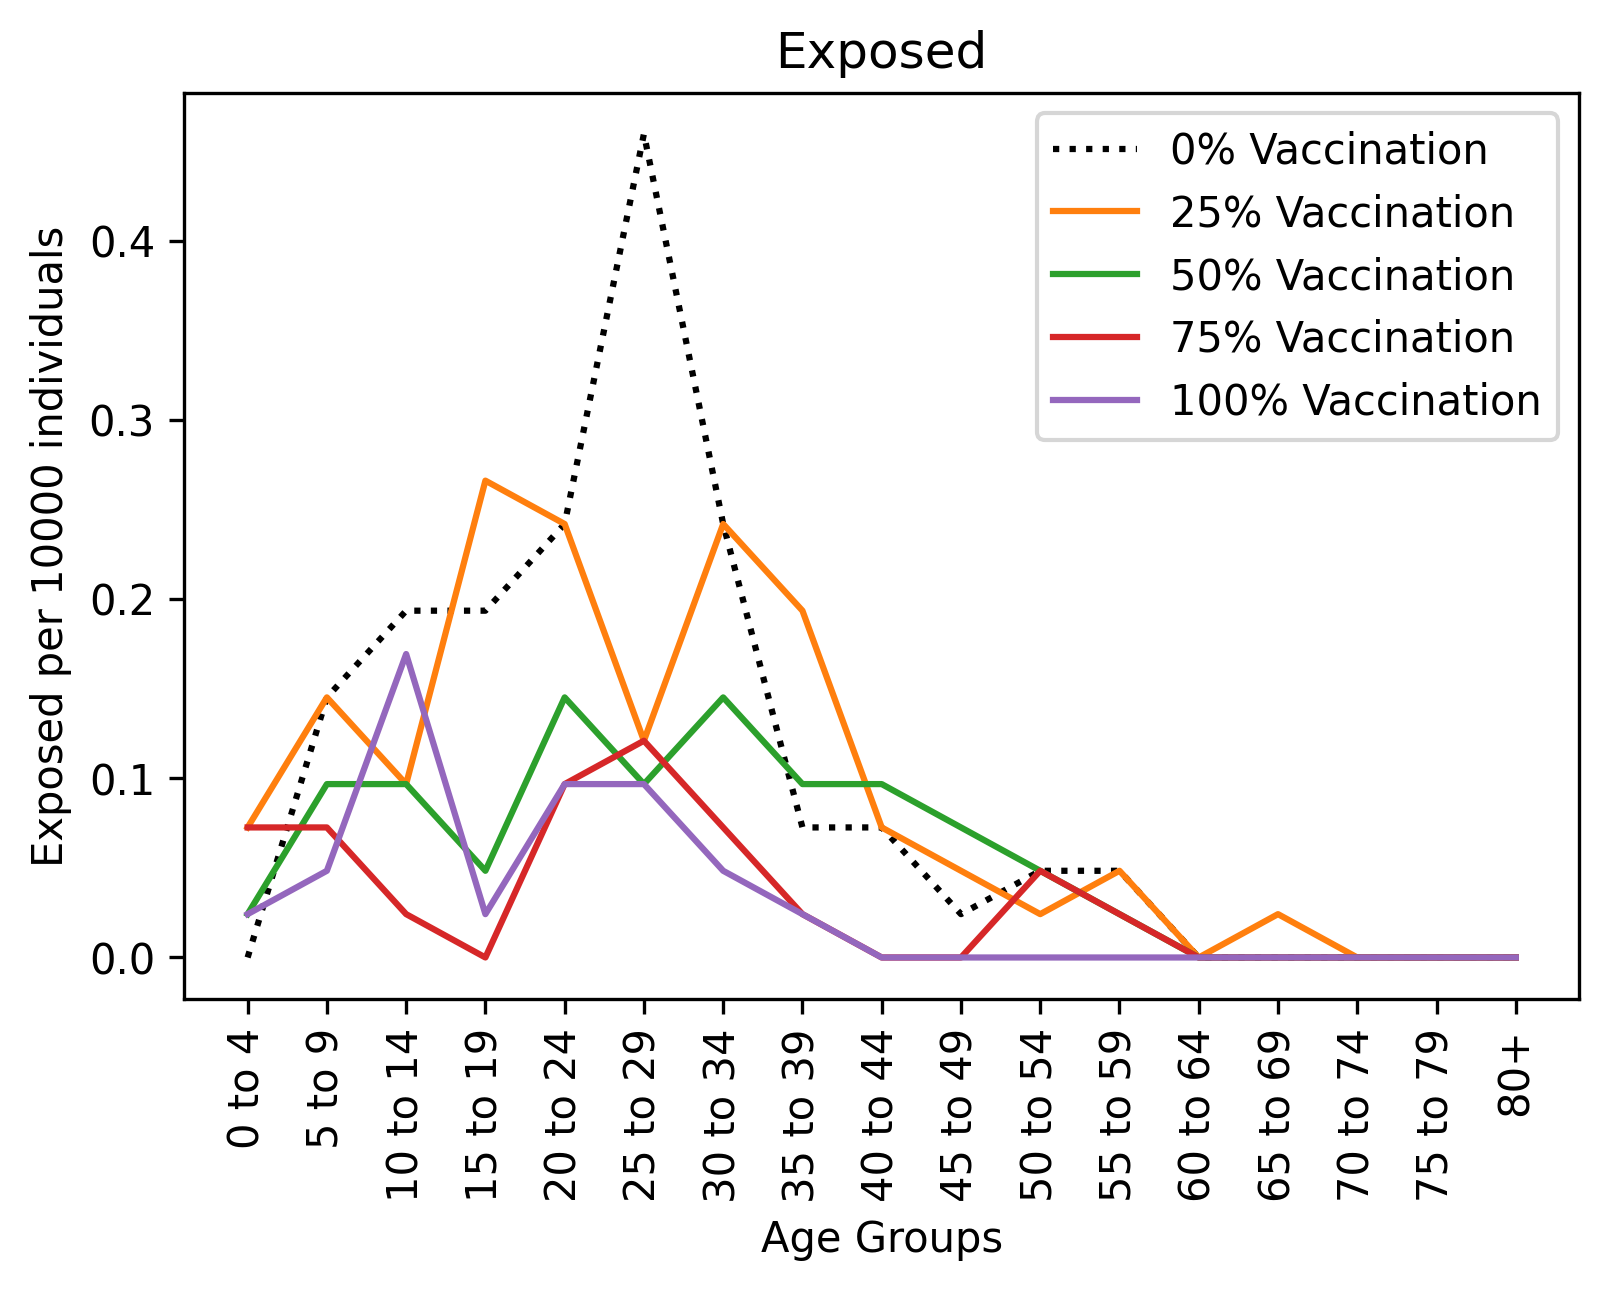 Exposed
Exposed per 10000 individuals
0.4
0.3
0.2
0.1
0.0
0% Vaccination
25% Vaccination
50% Vaccination
75% Vaccination
100% Vaccination
0 to 4
5 to 9
10 to 14
15 to 19
20 to 24
25 to 29
30 to 34
35 to 39
40 to 44
45 to 49
50 to 54
55 to 59
60 to 64
65 to 69
70 to 74
75 to 79
80+
Age Groups